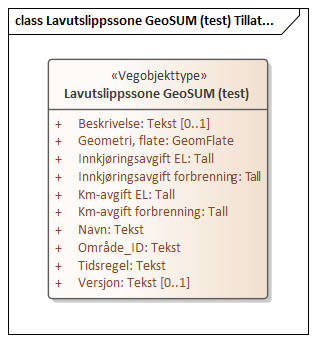 class Lavutslippssone GeoSUM (test) Tillat...
«Vegobjekttype»
Lavutslippssone GeoSUM (test)
+ Beskrivelse: Tekst [0..1]
+ Geometri, flate: GeomFlate
+ Innkjøringsavgift EL: Tall
+ Innkjøringsavgift forbrenning: Tall
+ Km-avgift EL: Tall
+ Km-avgift forbrenning: Tall
+ Navn: Tekst
+ Område_ID: Tekst
+ Tidsregel: Tekst
+ Versjon: Tekst [0..1]